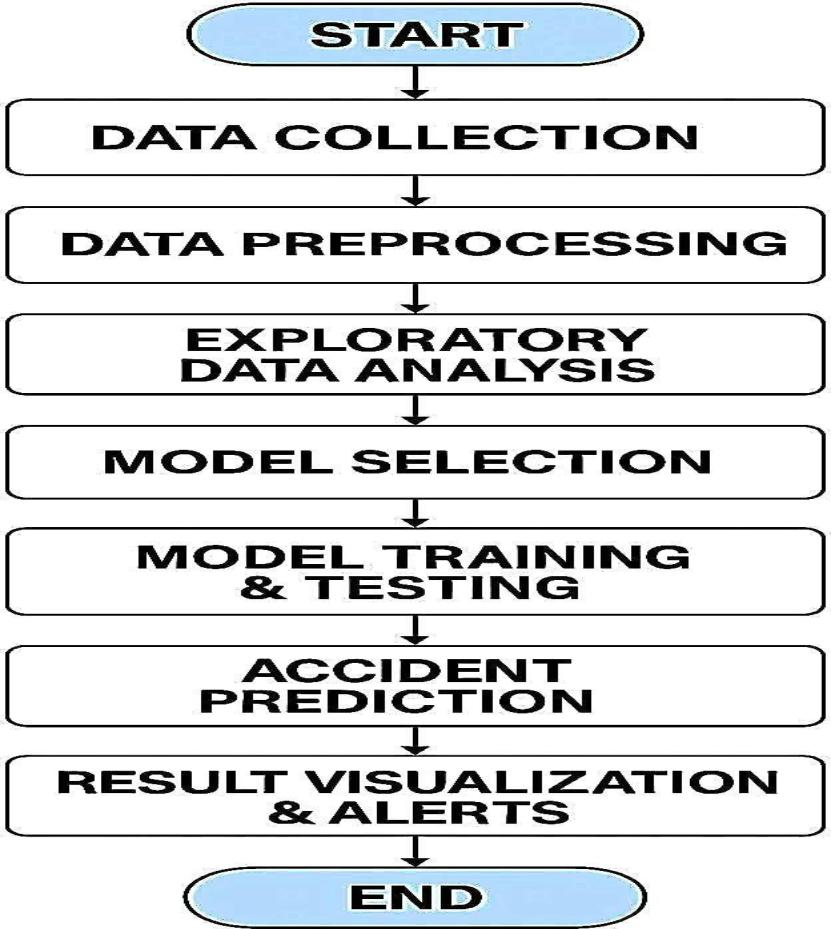 START
DATA COLLECTION
DATA PREPROCESSING
EXPLORATORY
DATA ANALYSIS
MODEL SELECTION
MODEL TRAINING
& TESTING
ACCIDENT
PREDICTION
RESULT VISUALIZATION
& ALERTS
END